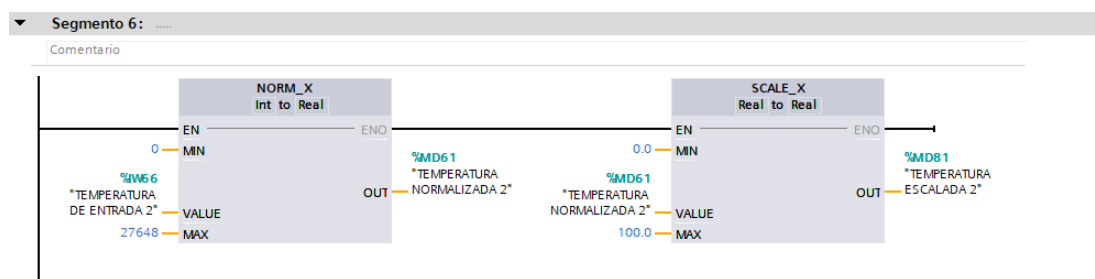 Segmento 6: .....
Comentario
NORM_X
Int to Real
EN
ENO
0
MIN
%IW66
"TEMPERATURA
DE ENTRADA 2"
VALUE
27648
MAX
OUT
%MD61
"TEMPERATURA
NORMALIZADA 2"
SCALE_X
Real to Real
EN
ENO
0.0
MIN
%MD61
"TEMPERATURA
NORMALIZADA 2"
VALUE
100.0
MAX
OUT
%MD81
"TEMPERATURA
ESCALADA 2"